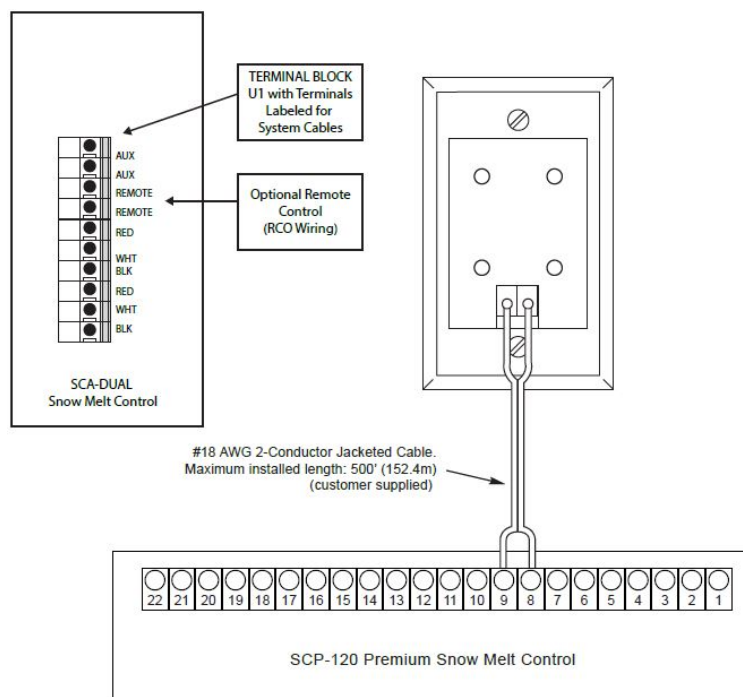 TERMINAL BLOCK
U1 with Terminals
Labeled for
System Cables
AUX
AUX
REMOTE
REMOTE
RED
WHT
BLK
RED
WHT
BLK
Optional Remote
Control
(RCO Wiring)
SCA-DUAL
Snow Melt Control
#18 AWG 2-Conductor Jacketed Cable.
Maximum installed length: 500' (152.4m)
(customer supplied)
22 21 20 19 18 17 16 15 14 13 12 11 10 9 8 7 6 5 4 3 2 1
SCP-120 Premium Snow Melt Control